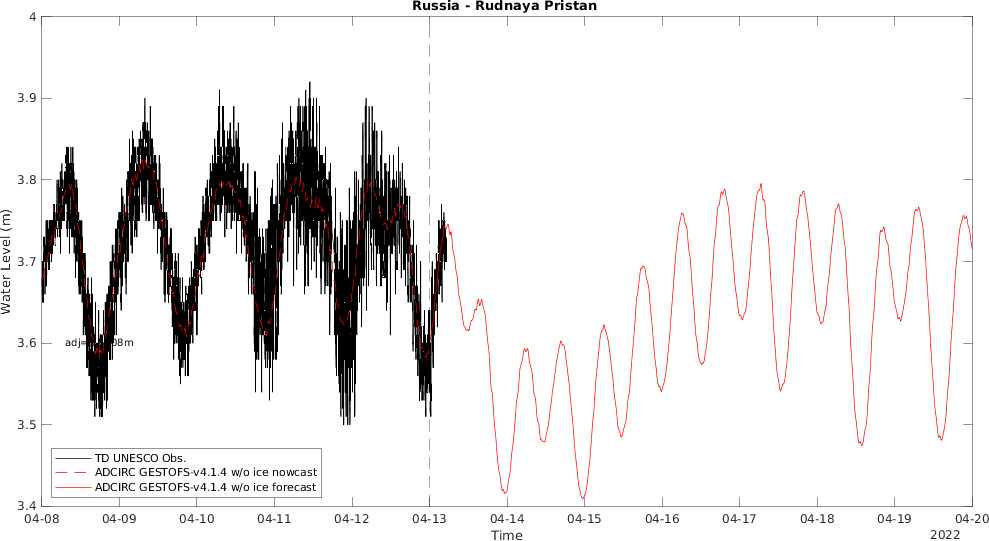 Russia - Rudnaya Pristan
4
3.9
3.8
3.7
3.6
3.5
3.4
Water Level (m)
08m
TD UNESCO Obs.
ADCIRC GESTOFS-v4.1.4 w/o ice nowcast
ADCIRC GESTOFS-v4.1.4 w/o ice forecast
04-08 04-09 04-10 04-11 04-12 04-13 04-14 04-15 04-16 04-17 04-18 04-19 04-20
Time
2022